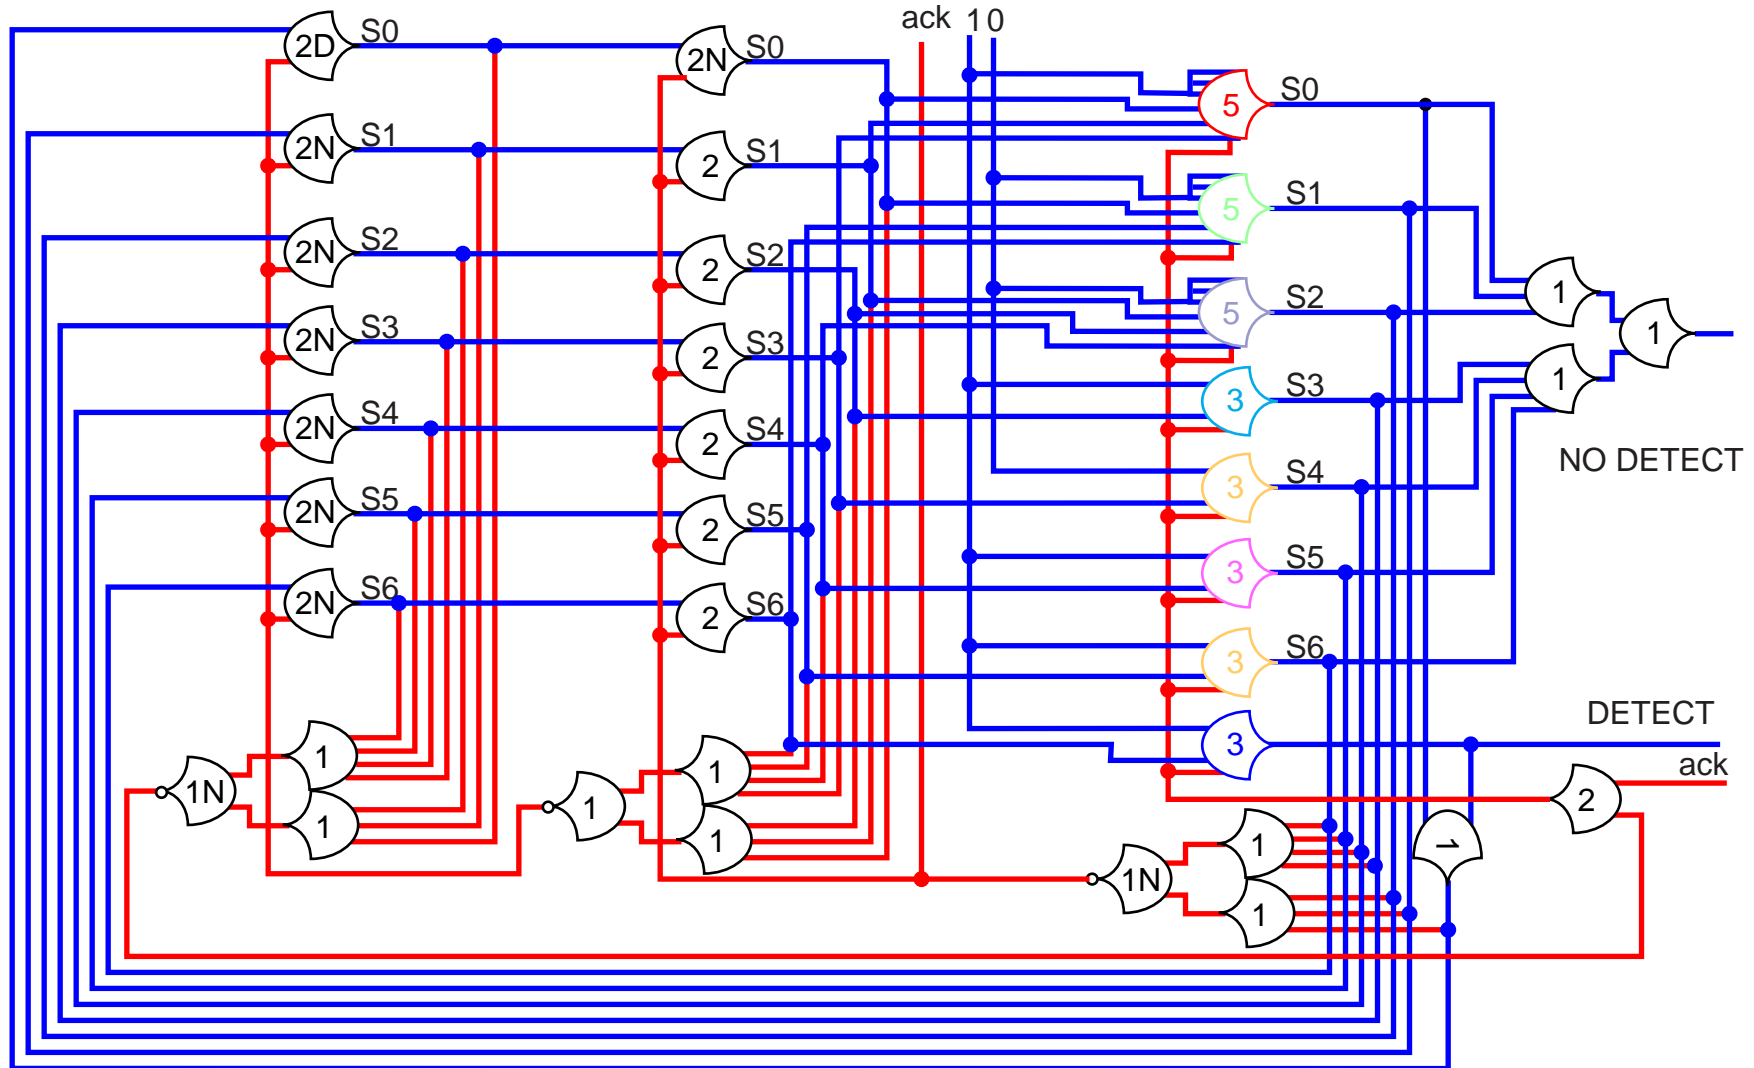 ack 1 0
2D S0
2N S0
5 S0
2N S1
2 S1
5 S1
2N S2
2 S2
5 S2
1
2N S3
2 S3
3 S3
1
1
2N S4
2 S4
3 S4
NO DETECT
2N S5
2 S5
3 S5
2N S6
2 S6
3 S6
DETECT
3
ack
1
1N
1
1
1
1
2
1
1N
1
1
1